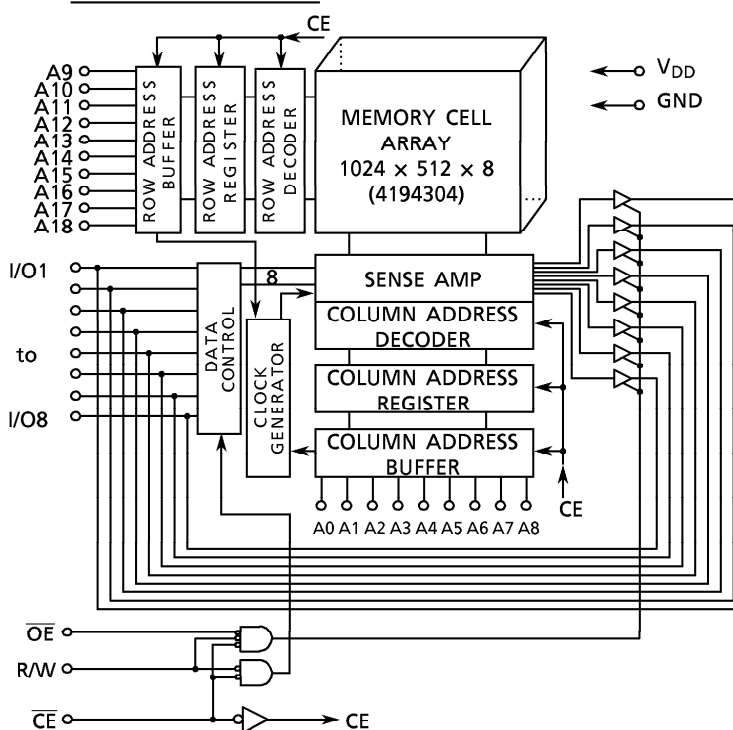 CE
A9
A10
A11
A12
A13
A14
A15
A16
A17
A18
ROW ADDRESS
BUFFER
ROW ADDRESS
REGISTER
ROW ADDRESS
DECODER
MEMORY CELL
ARRAY
1024 × 512 × 8
(4194304)
VDD
GND
I/O1
to
I/O8
DATA
CONTROL
8
CLOCK
GENERATOR
SENSE AMP
COLUMN ADDRESS
DECODER
COLUMN ADDRESS
REGISTER
COLUMN ADDRESS
BUFFER
CE
A0 A1 A2 A3 A4 A5 A6 A7 A8
OE
R/W
CE
CE